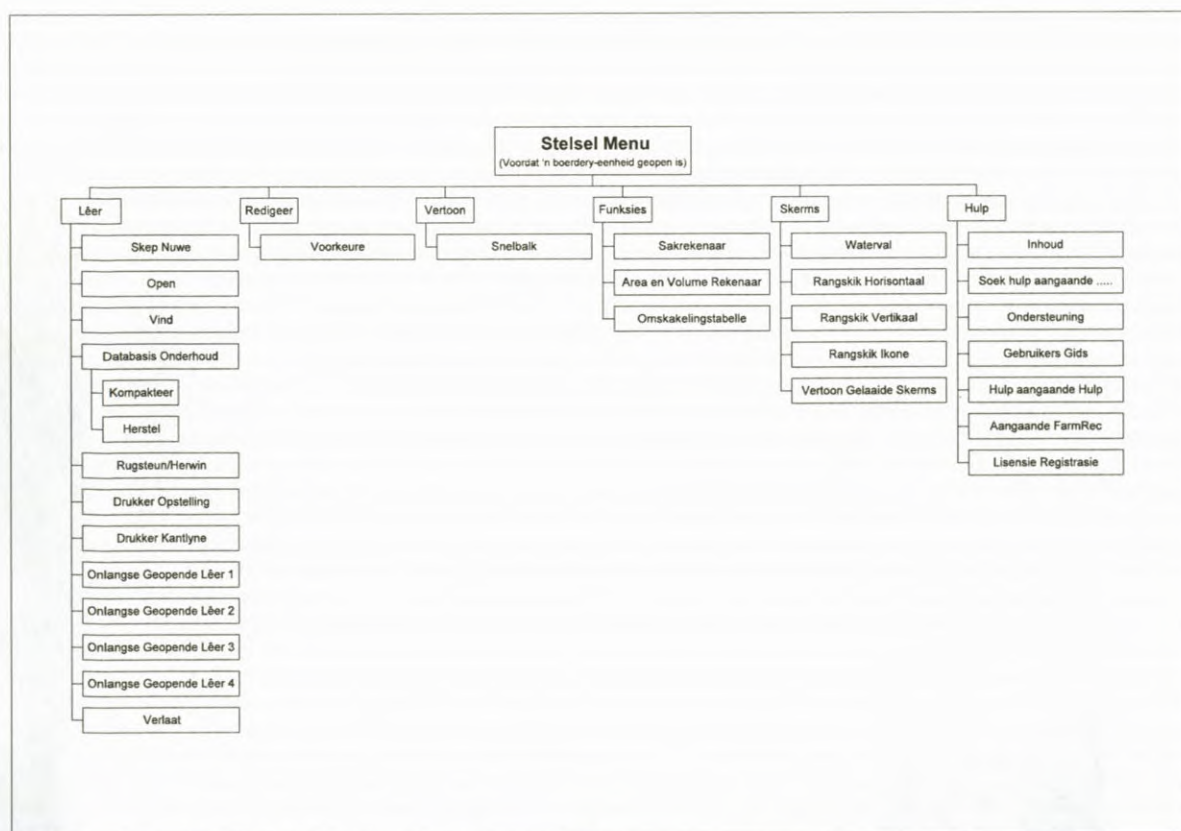 Stelsel Menu
(Voordat 'n boerdery-eenheid geopen is)
Lêer
Skep Nuwe
Open
Vind
Databasis Onderhoud
Kompakteer
Herstel
Rugsteun/Herwin
Drukker Opstelling
Drukker Kantlyne
Onlangse Geopende Lêer 1
Onlangse Geopende Lêer 2
Onlangse Geopende Lêer 3
Onlangse Geopende Lêer 4
Verlaat
Redigeer
Voorkeure
Vertoon
Snelbalk
Funksies
Sakrekenaar
Area en Volume Rekenaar
Omskakelingstabelle
Skerms
Waterval
Rangskik Horisontaal
Rangskik Vertikaal
Rangskik Ikone
Vertoon Gelaaide Skerms
Hulp
Inhoud
Soek hulp aangaande .....
Ondersteuning
Gebruikers Gids
Hulp aangaande Hulp
Aangaande FarmRec
Lisensie Registrasie